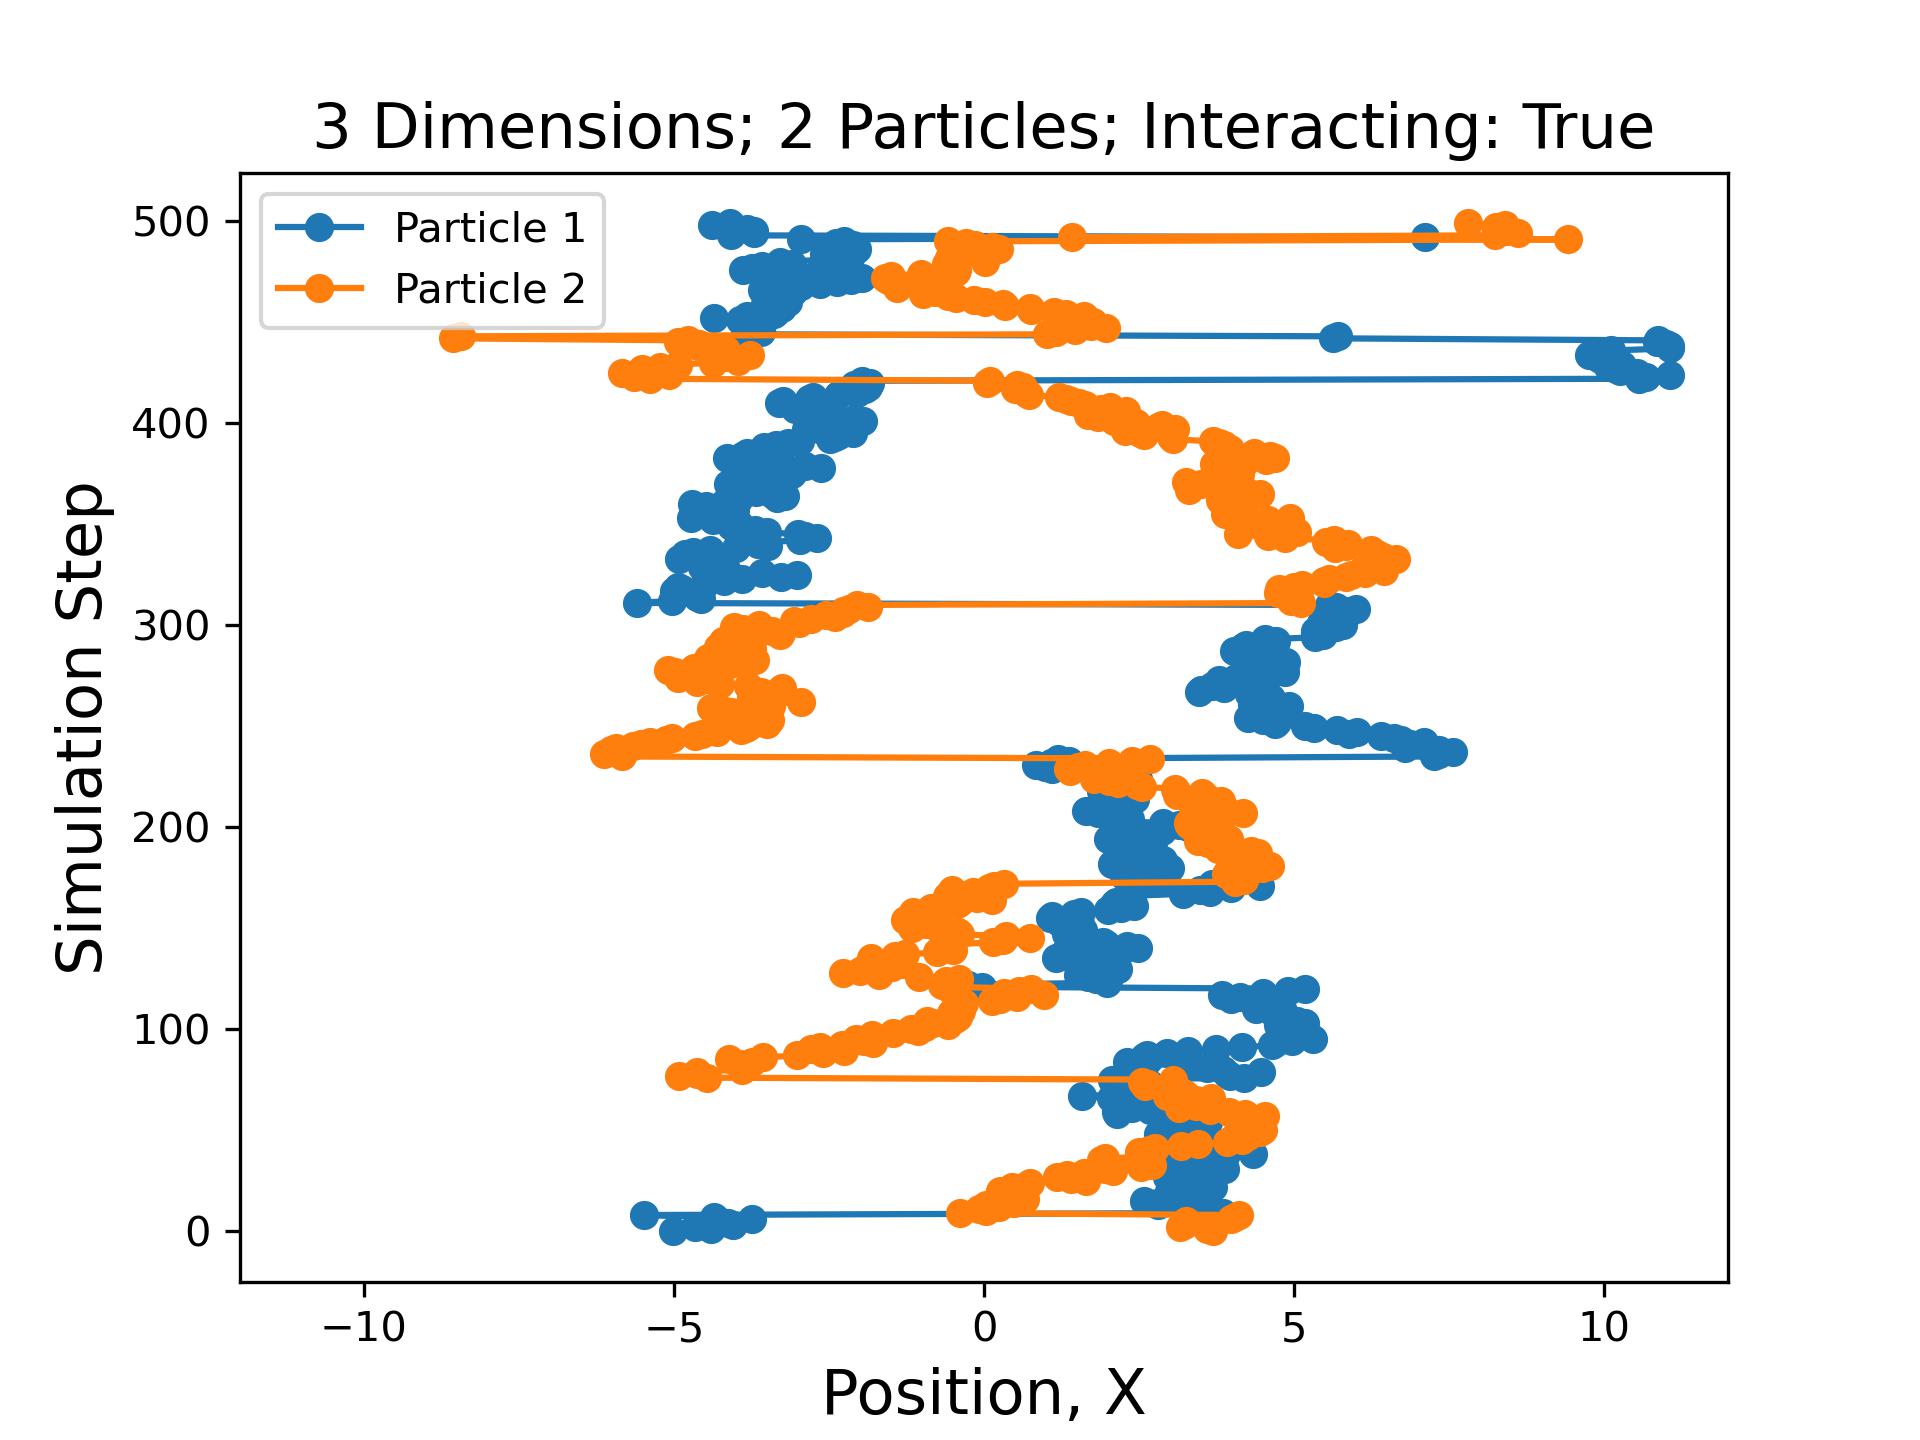 3 Dimensions; 2 Particles; Interacting: True
Particle 1
Particle 2
500
400
300
200
100
0
Simulation Step
−10
−5
0
5
10
Position, X